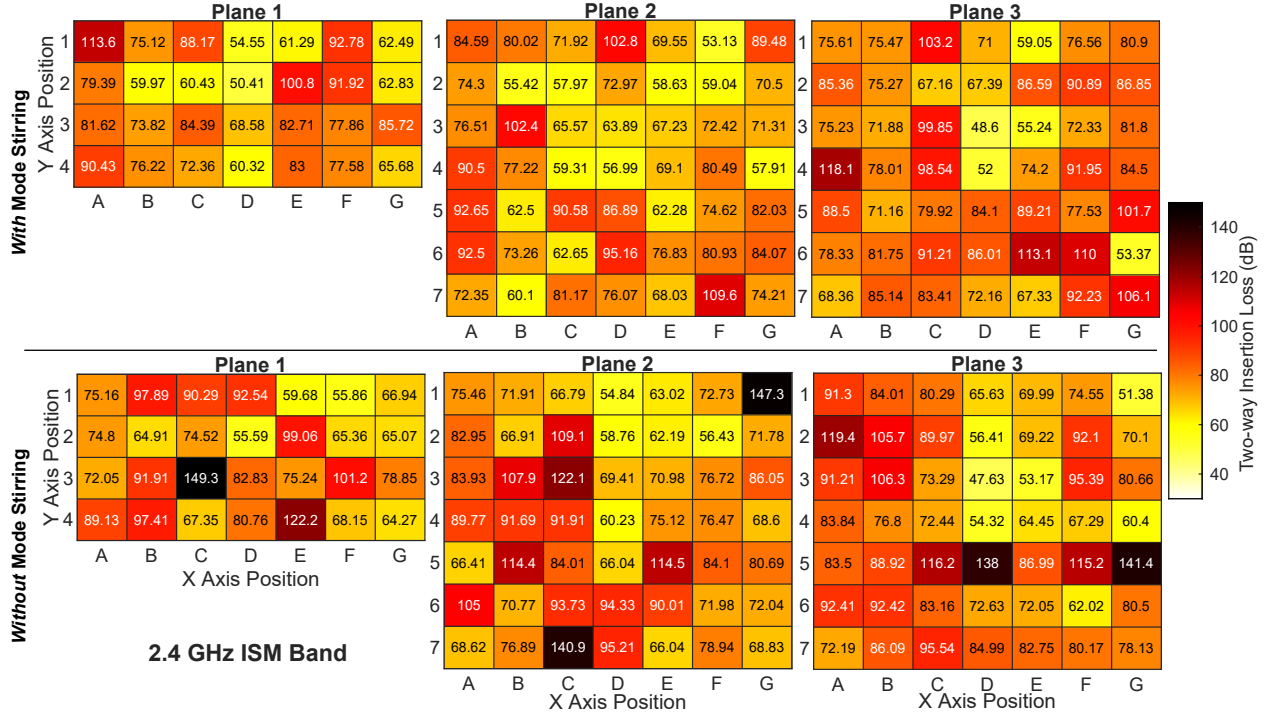 Plane 1 Plane 2 Plane 3
With Mode Stirring
Y Axis Position
1 113.6 75.12 88.17 54.55 61.29 92.78 62.49
2 79.39 59.97 60.43 50.41 100.8 91.92 62.83
3 81.62 73.82 84.39 68.58 82.71 77.86 85.72
4 90.43 76.22 72.36 60.32 83 77.58 65.68
A B C D E F G
1 84.59 80.02 71.92 102.8 69.55 53.13 89.48
2 74.3 55.42 57.97 72.97 58.63 59.04 70.5
3 76.51 102.4 65.57 63.89 67.23 72.42 71.31
4 90.5 77.22 59.31 56.99 69.1 80.49 57.91
5 92.65 62.5 90.58 86.89 62.28 74.62 82.03
6 92.5 73.26 62.65 95.16 76.83 80.93 84.07
7 72.35 60.1 81.17 76.07 68.03 109.6 74.21
A B C D E F G
1 75.61 75.47 103.2 71 59.05 76.56 80.9
2 85.36 75.27 67.16 67.39 86.59 90.89 86.85
3 75.23 71.88 99.85 48.6 55.24 72.33 81.8
4 118.1 78.01 98.54 52 74.2 91.95 84.5
5 88.5 71.16 79.92 84.1 89.21 77.53 101.7
6 78.33 81.75 91.21 86.01 113.1 110 53.37
7 68.36 85.14 83.41 72.16 67.33 92.23 106.1
A B C D E F G
Plane 1 Plane 2 Plane 3
Without Mode Stirring
Y Axis Position
1 75.16 97.89 90.29 92.54 59.68 55.86 66.94
2 74.8 64.91 74.52 55.59 99.06 65.36 65.07
3 72.05 91.91 149.3 82.83 75.24 101.2 78.85
4 89.13 97.41 67.35 80.76 122.2 68.15 64.27
A B C D E F G
X Axis Position
2.4 GHz ISM Band
1 75.46 71.91 66.79 54.84 63.02 72.73 147.3
2 82.95 66.91 109.1 58.76 62.19 56.43 71.78
3 83.93 107.9 122.1 69.41 70.98 76.72 86.05
4 89.77 91.69 91.91 60.23 75.12 76.47 68.6
5 66.41 114.4 84.01 66.04 114.5 84.1 80.69
6 105 70.77 93.73 94.33 90.01 71.98 72.04
7 68.62 76.89 140.9 95.21 66.04 78.94 68.83
A B C D E F G
X Axis Position
1 91.3 84.01 80.29 65.63 69.99 74.55 51.38
2 119.4 105.7 89.97 56.41 69.22 92.1 70.1
3 91.21 106.3 73.29 47.63 53.17 95.39 80.66
4 83.84 76.8 72.44 54.32 64.45 67.29 60.4
5 83.5 88.92 116.2 138 86.99 115.2 141.4
6 92.41 92.42 83.16 72.63 72.05 62.02 80.5
7 72.19 86.09 95.54 84.99 82.75 80.17 78.13
A B C D E F G
X Axis Position
140
120
100
80
60
40
Two-way Insertion Loss (dB)